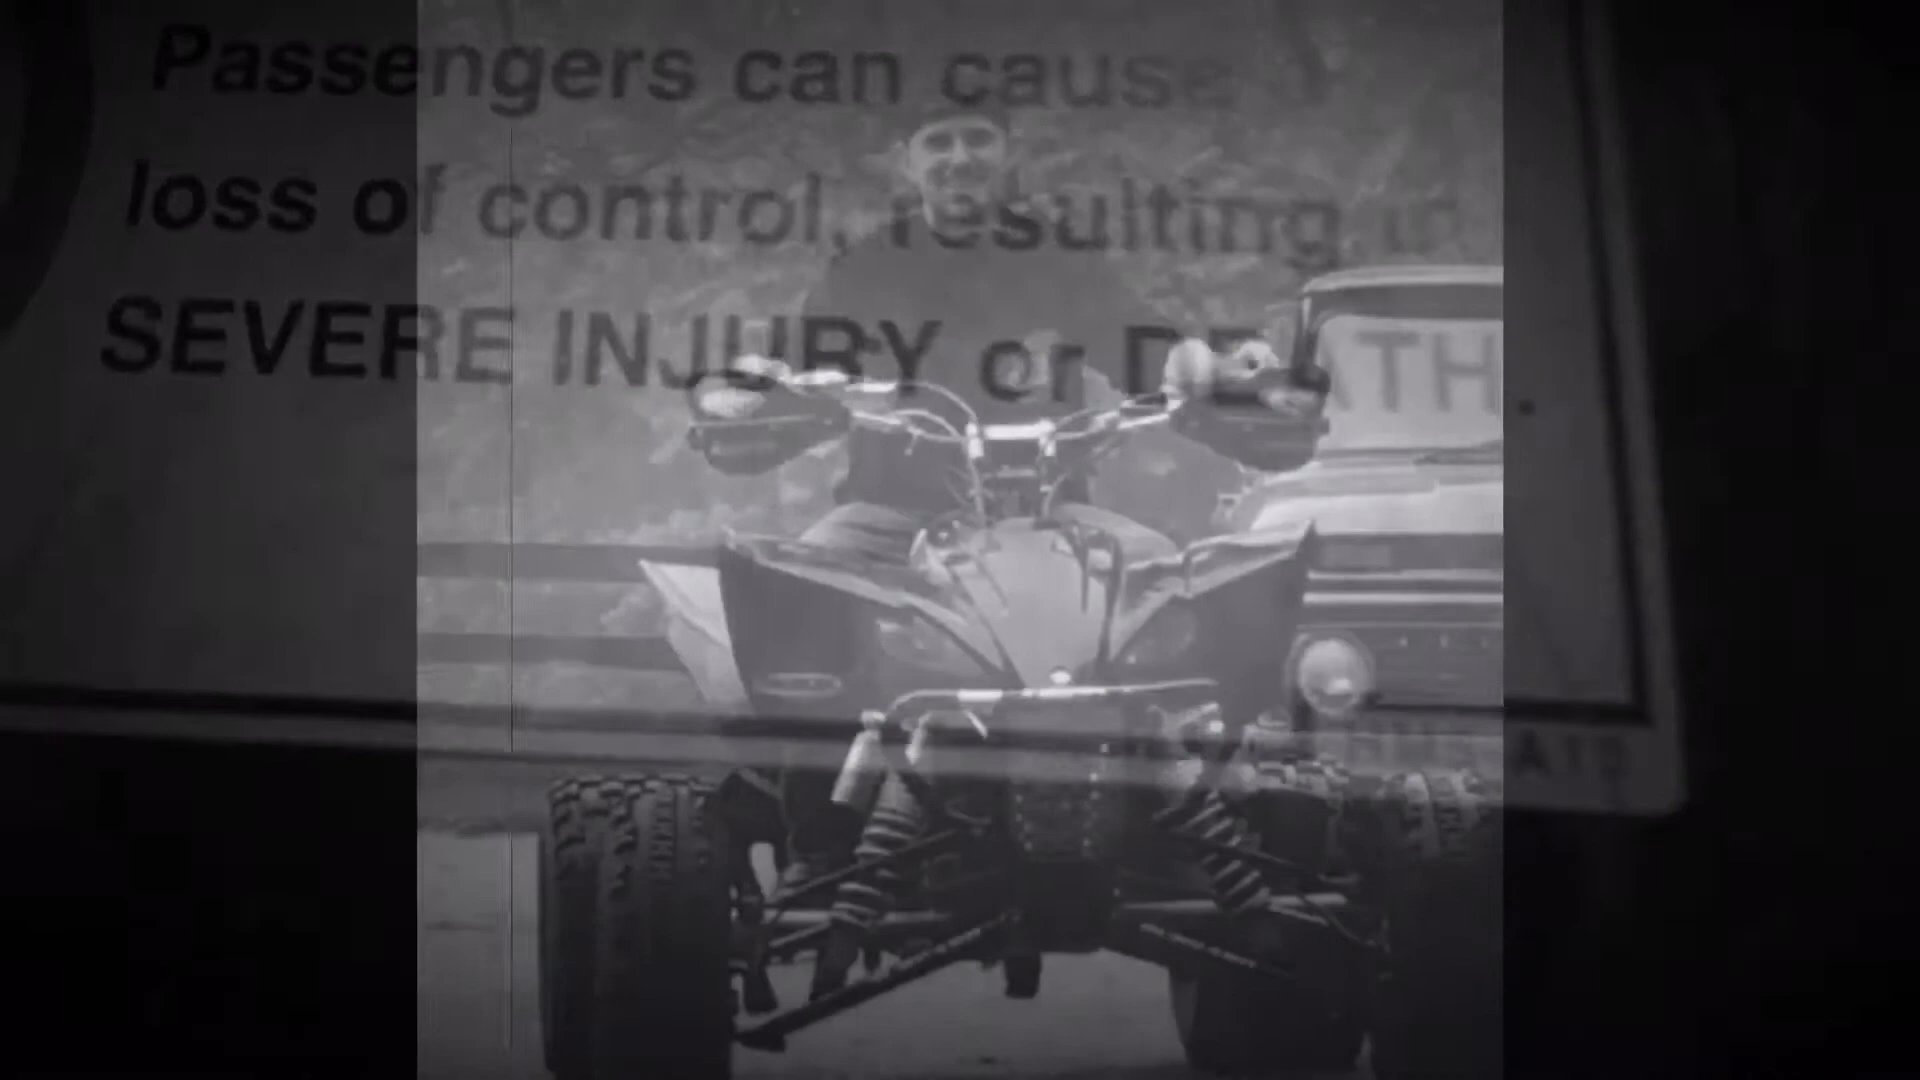 Passengers can cause
loss of control, resulting in
SEVERE INJURY or DEATH.